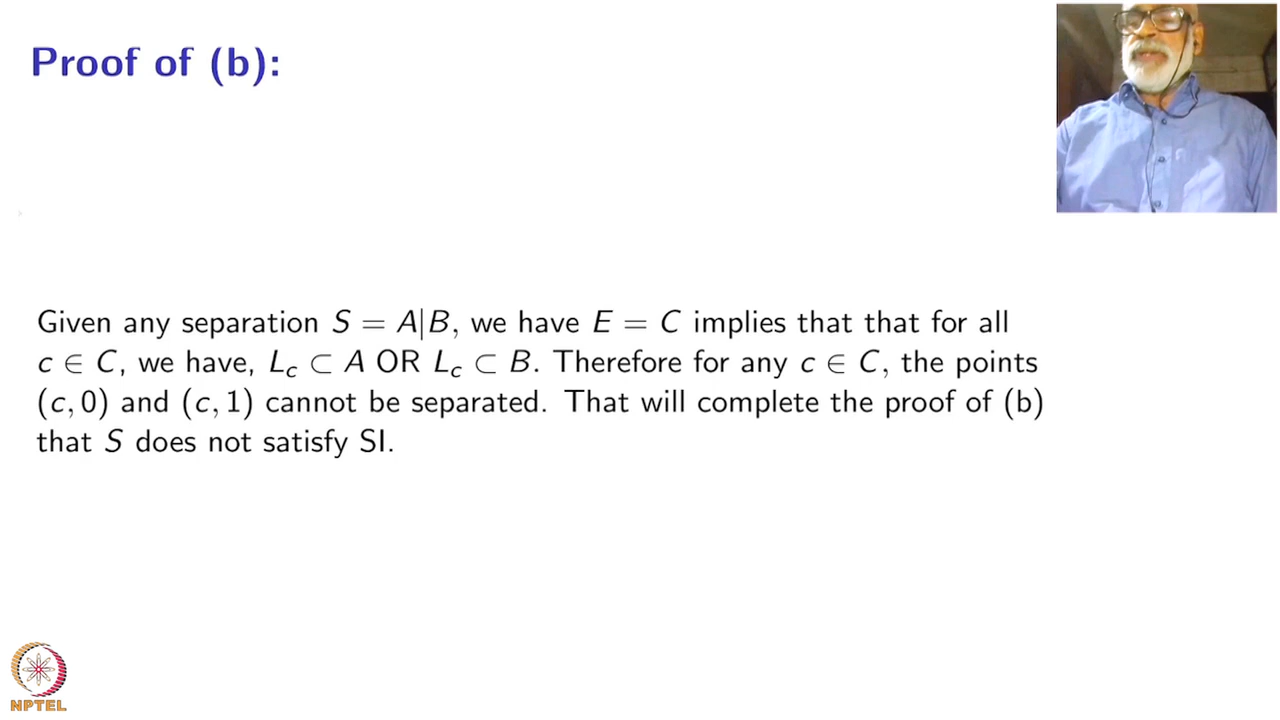 Proof of (b):
Given any separation S = A|B, we have E = C implies that that for all
c ∈ C, we have, L_c ⊂ A OR L_c ⊂ B. Therefore for any c ∈ C, the points
(c, 0) and (c, 1) cannot be separated. That will complete the proof of (b)
that S does not satisfy SI.
NPTEL